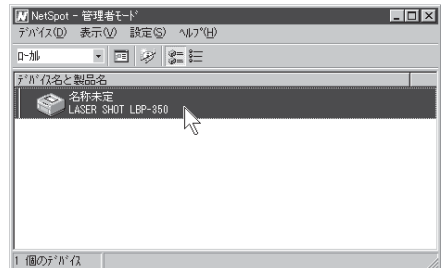 NetSpot - 管理者ﾓｰﾄﾞ
ﾃﾞﾊﾞｲｽ(D) 表示(V) 設定(S) ﾍﾙﾌﾟ(H)
ﾛｰｶﾙ
ﾃﾞﾊﾞｲｽ名と製品名
名称未定
LASER SHOT LBP-350
1 個のﾃﾞﾊﾞｲｽ